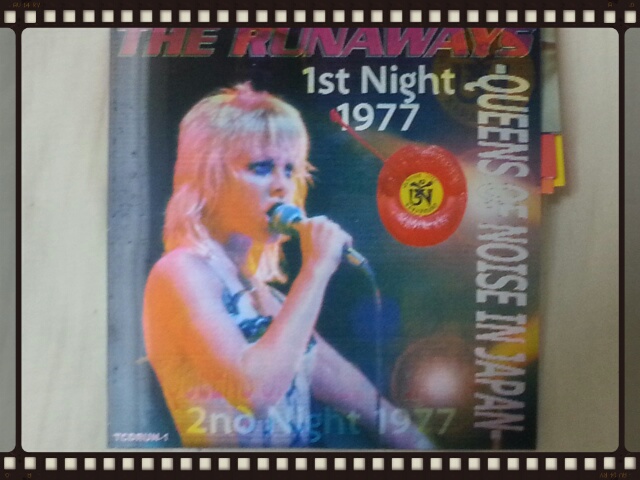 THE RUNAWAYS
1st Night
1977
-QUEENS OF NOISE IN JAPAN
2nd Night 1977
TCDRUN-1